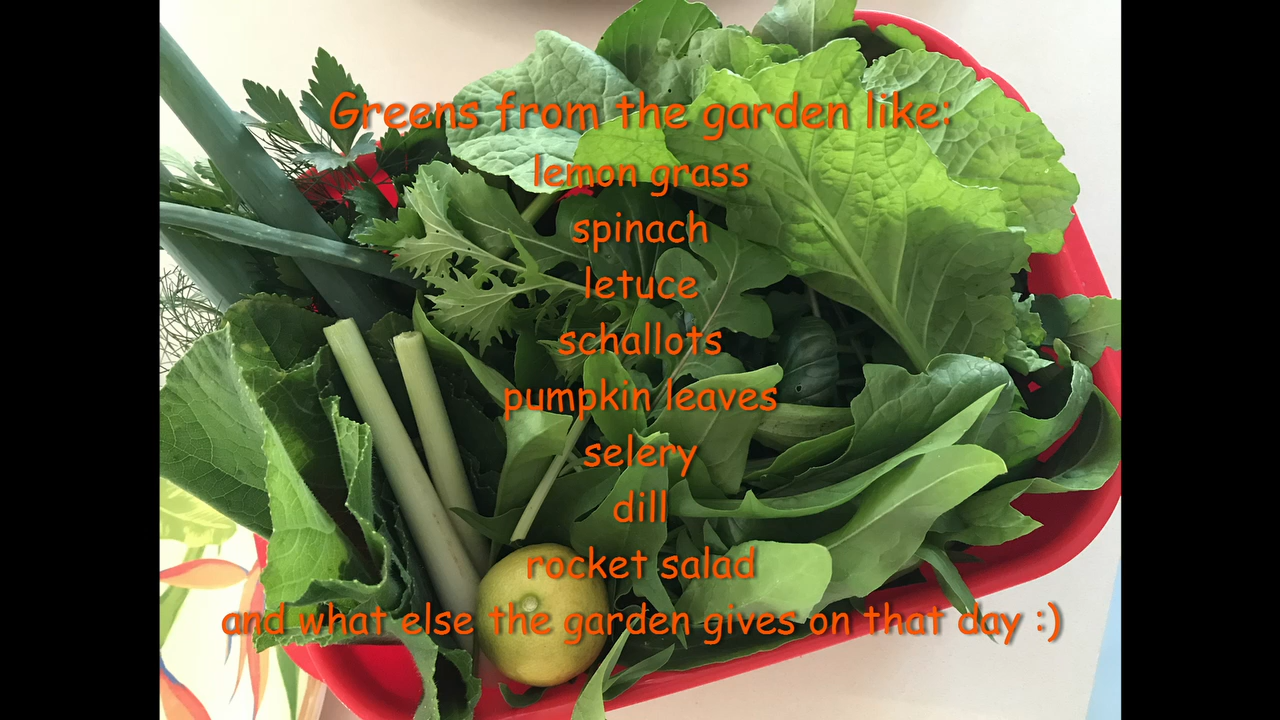 Greens from the garden like:
lemon grass
spinach
letuce
schallots
pumpkin leaves
selery
dill
rocket salad
and what else the garden gives on that day :)